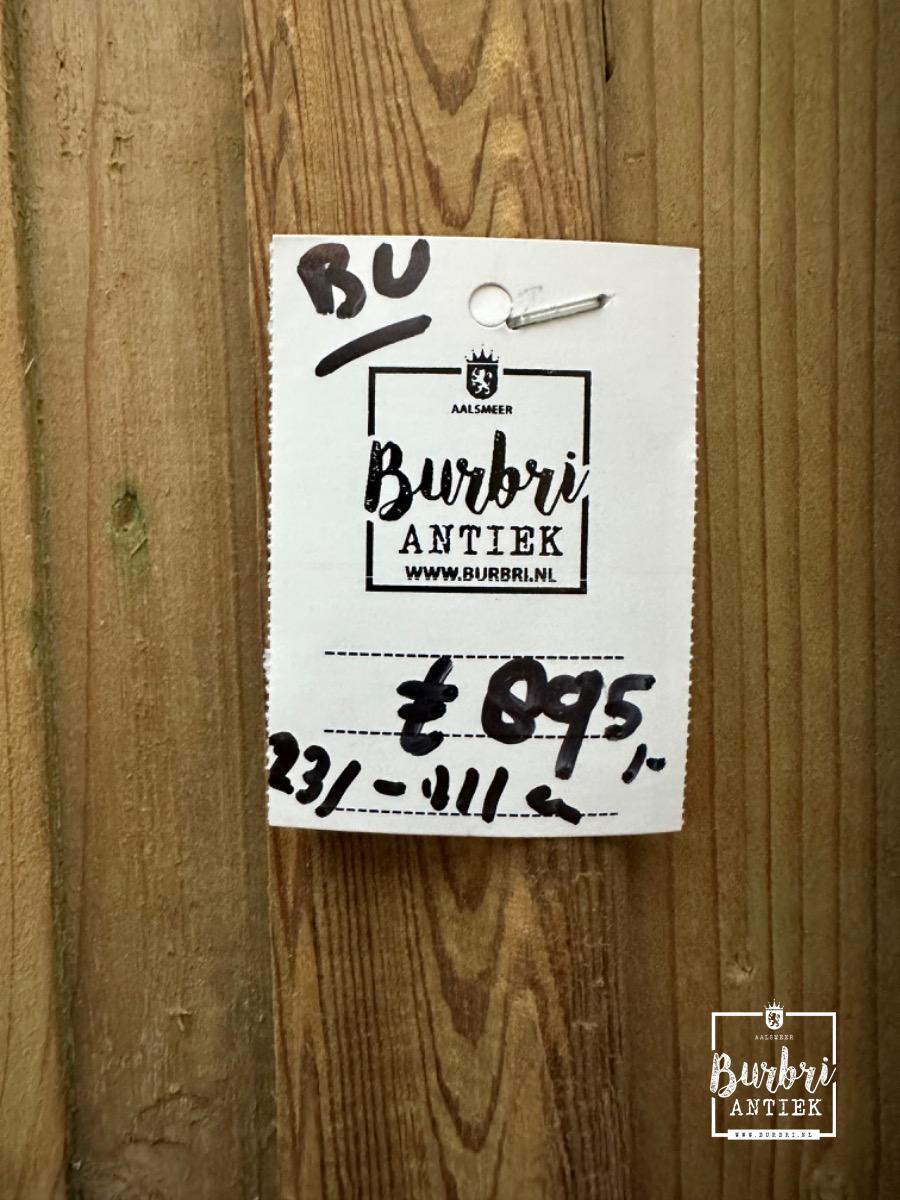 BU
AALSMEER
Burbri
ANTIEK
WWW.BURBRI.NL
€ 895,-
AALSMEER
Burbri
ANTIEK
WWW.BURBRI.NL